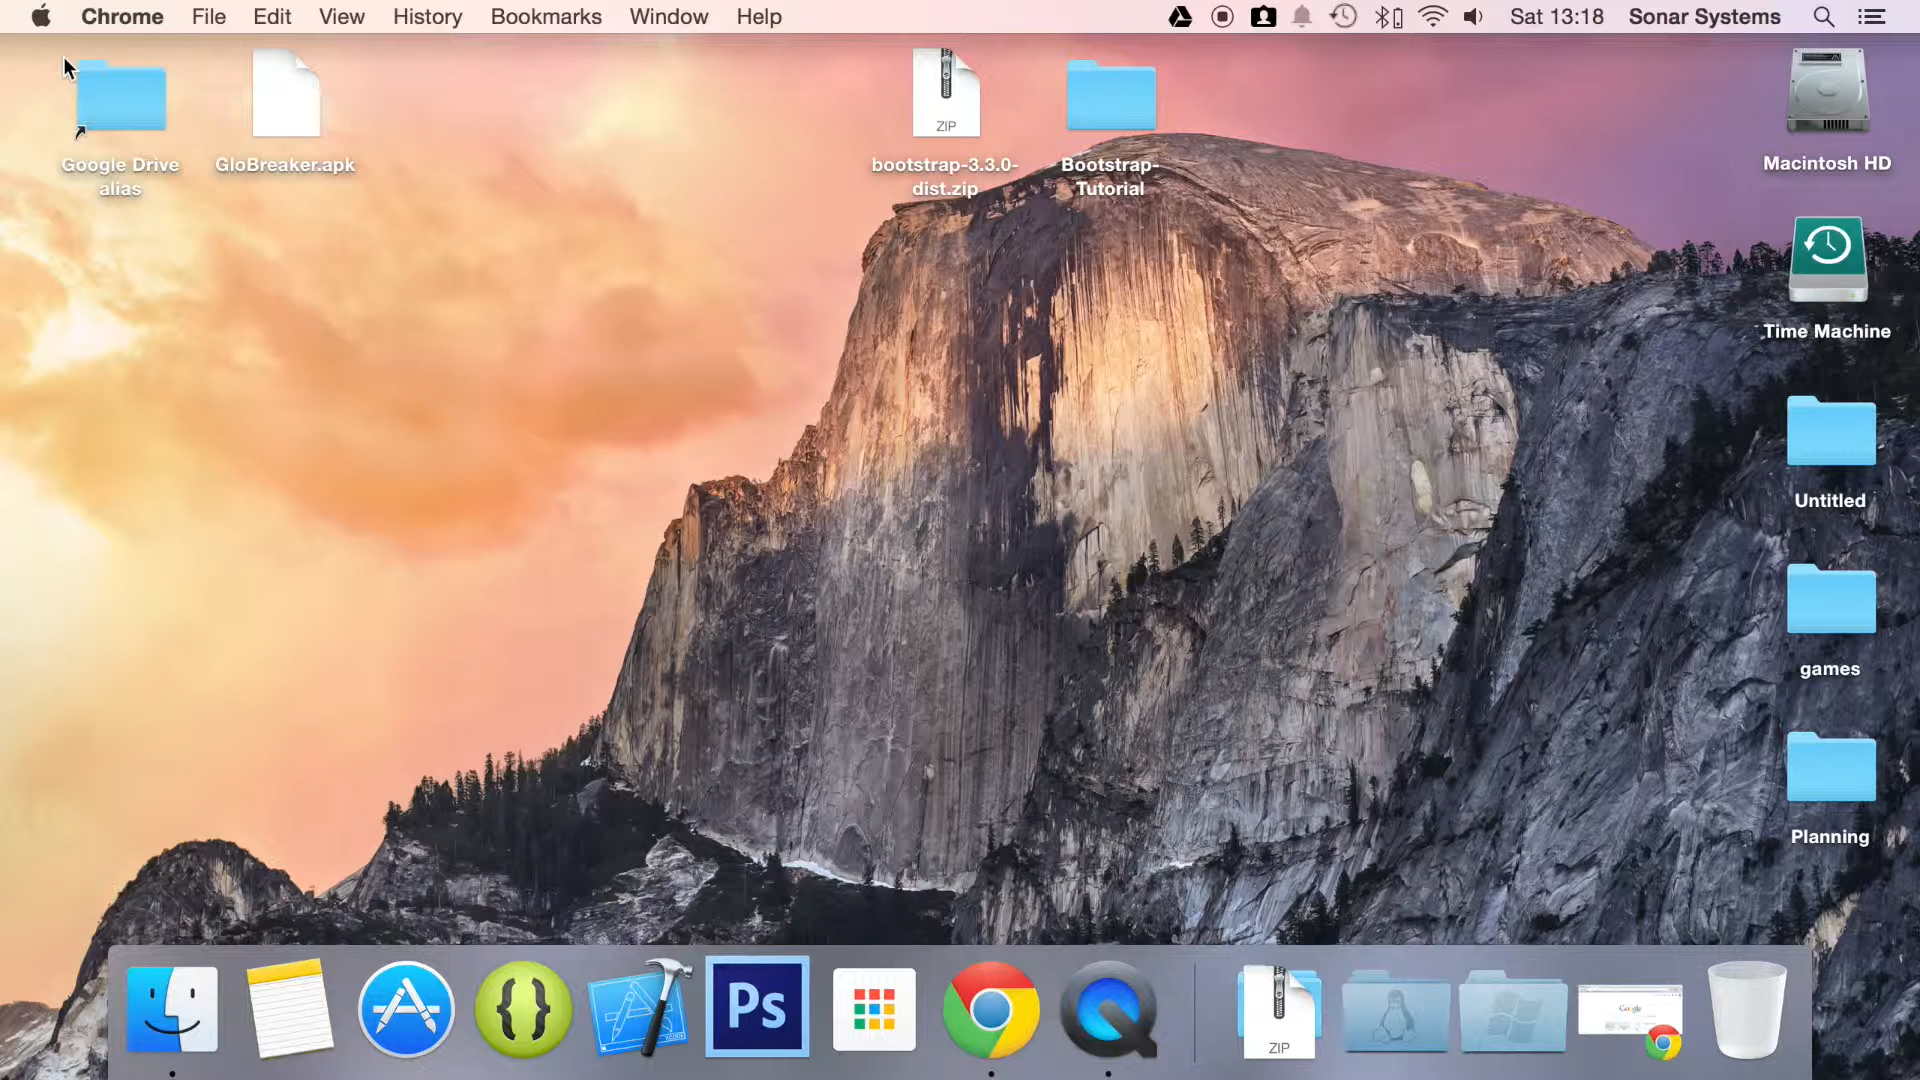 Chrome File Edit View History Bookmarks Window Help Sat 13:18 Sonar Systems
Google Drive
alias
GloBreaker.apk
ZIP
bootstrap-3.3.0-
dist.zip
Bootstrap-
Tutorial
Macintosh HD
Time Machine
Untitled
games
Planning
Ps
ZIP
Google